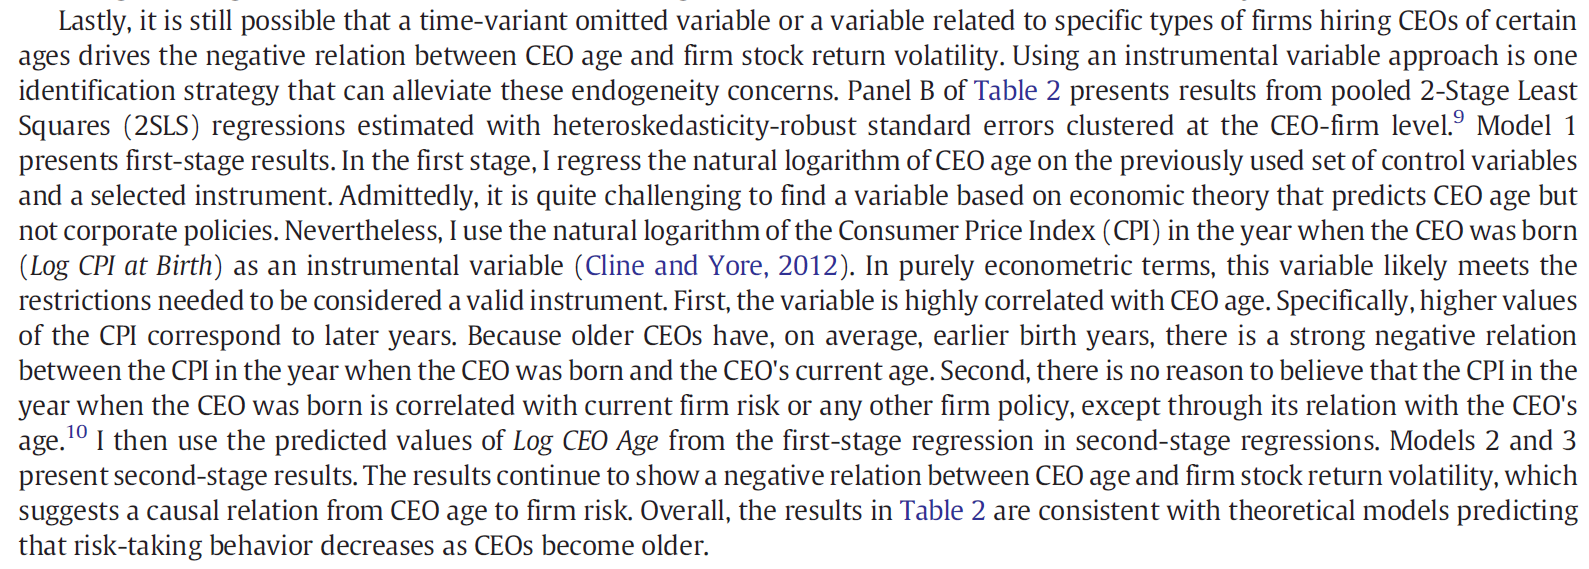 Lastly, it is still possible that a time-variant omitted variable or a variable related to specific types of firms hiring CEOs of certain
ages drives the negative relation between CEO age and firm stock return volatility. Using an instrumental variable approach is one
identification strategy that can alleviate these endogeneity concerns. Panel B of Table 2 presents results from pooled 2-Stage Least
Squares (2SLS) regressions estimated with heteroskedasticity-robust standard errors clustered at the CEO-firm level.⁹ Model 1
presents first-stage results. In the first stage, I regress the natural logarithm of CEO age on the previously used set of control variables
and a selected instrument. Admittedly, it is quite challenging to find a variable based on economic theory that predicts CEO age but
not corporate policies. Nevertheless, I use the natural logarithm of the Consumer Price Index (CPI) in the year when the CEO was born
(Log CPI at Birth) as an instrumental variable (Cline and Yore, 2012). In purely econometric terms, this variable likely meets the
restrictions needed to be considered a valid instrument. First, the variable is highly correlated with CEO age. Specifically, higher values
of the CPI correspond to later years. Because older CEOs have, on average, earlier birth years, there is a strong negative relation
between the CPI in the year when the CEO was born and the CEO's current age. Second, there is no reason to believe that the CPI in the
year when the CEO was born is correlated with current firm risk or any other firm policy, except through its relation with the CEO's
age.¹⁰ I then use the predicted values of Log CEO Age from the first-stage regression in second-stage regressions. Models 2 and 3
present second-stage results. The results continue to show a negative relation between CEO age and firm stock return volatility, which
suggests a causal relation from CEO age to firm risk. Overall, the results in Table 2 are consistent with theoretical models predicting
that risk-taking behavior decreases as CEOs become older.